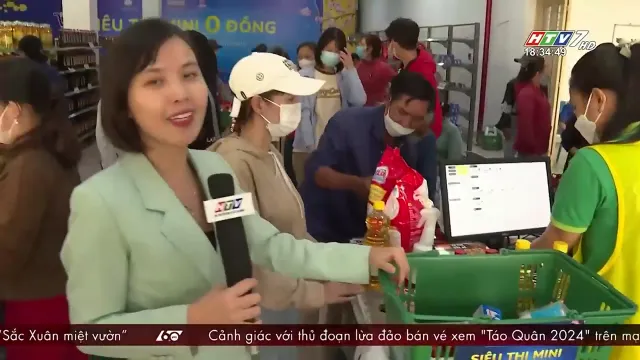 SIÊU THỊ MINI 0 ĐỒNG
HTV7 HD
18:34:49
HTV
"Sắc Xuân miệt vườn" 60 Cảnh giác với thủ đoạn lừa đảo bán vé xem "Táo Quân 2024" trên mạ
SIÊU THỊ MINI